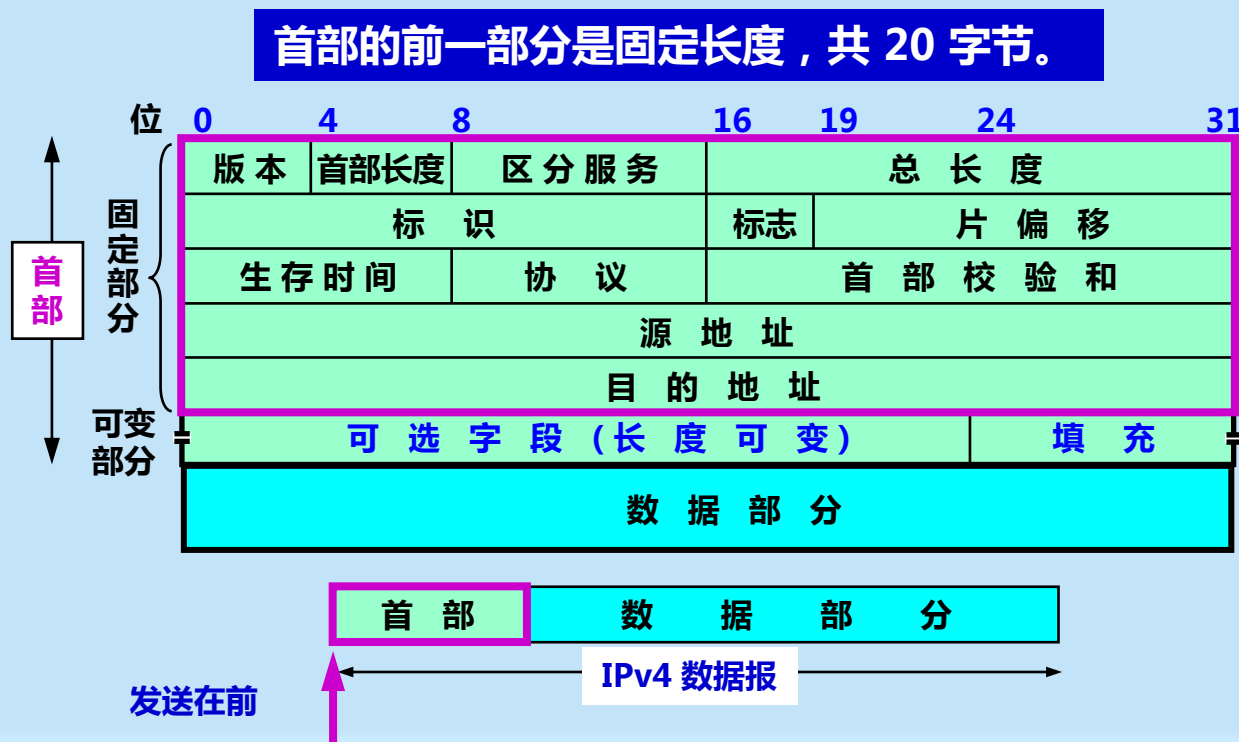 首部的前一部分是固定长度，共 20 字节。
位 0 4 8 16 19 24 31
版 本 首部长度 区 分 服 务 总 长 度
标 识 标志 片 偏 移
生 存 时 间 协 议 首 部 校 验 和
源 地 址
目 的 地 址
可 选 字 段 (长 度 可 变) 填 充
数 据 部 分
首部
固定部分
可变
部分
首 部 数 据 部 分
IPv4 数据报
发送在前